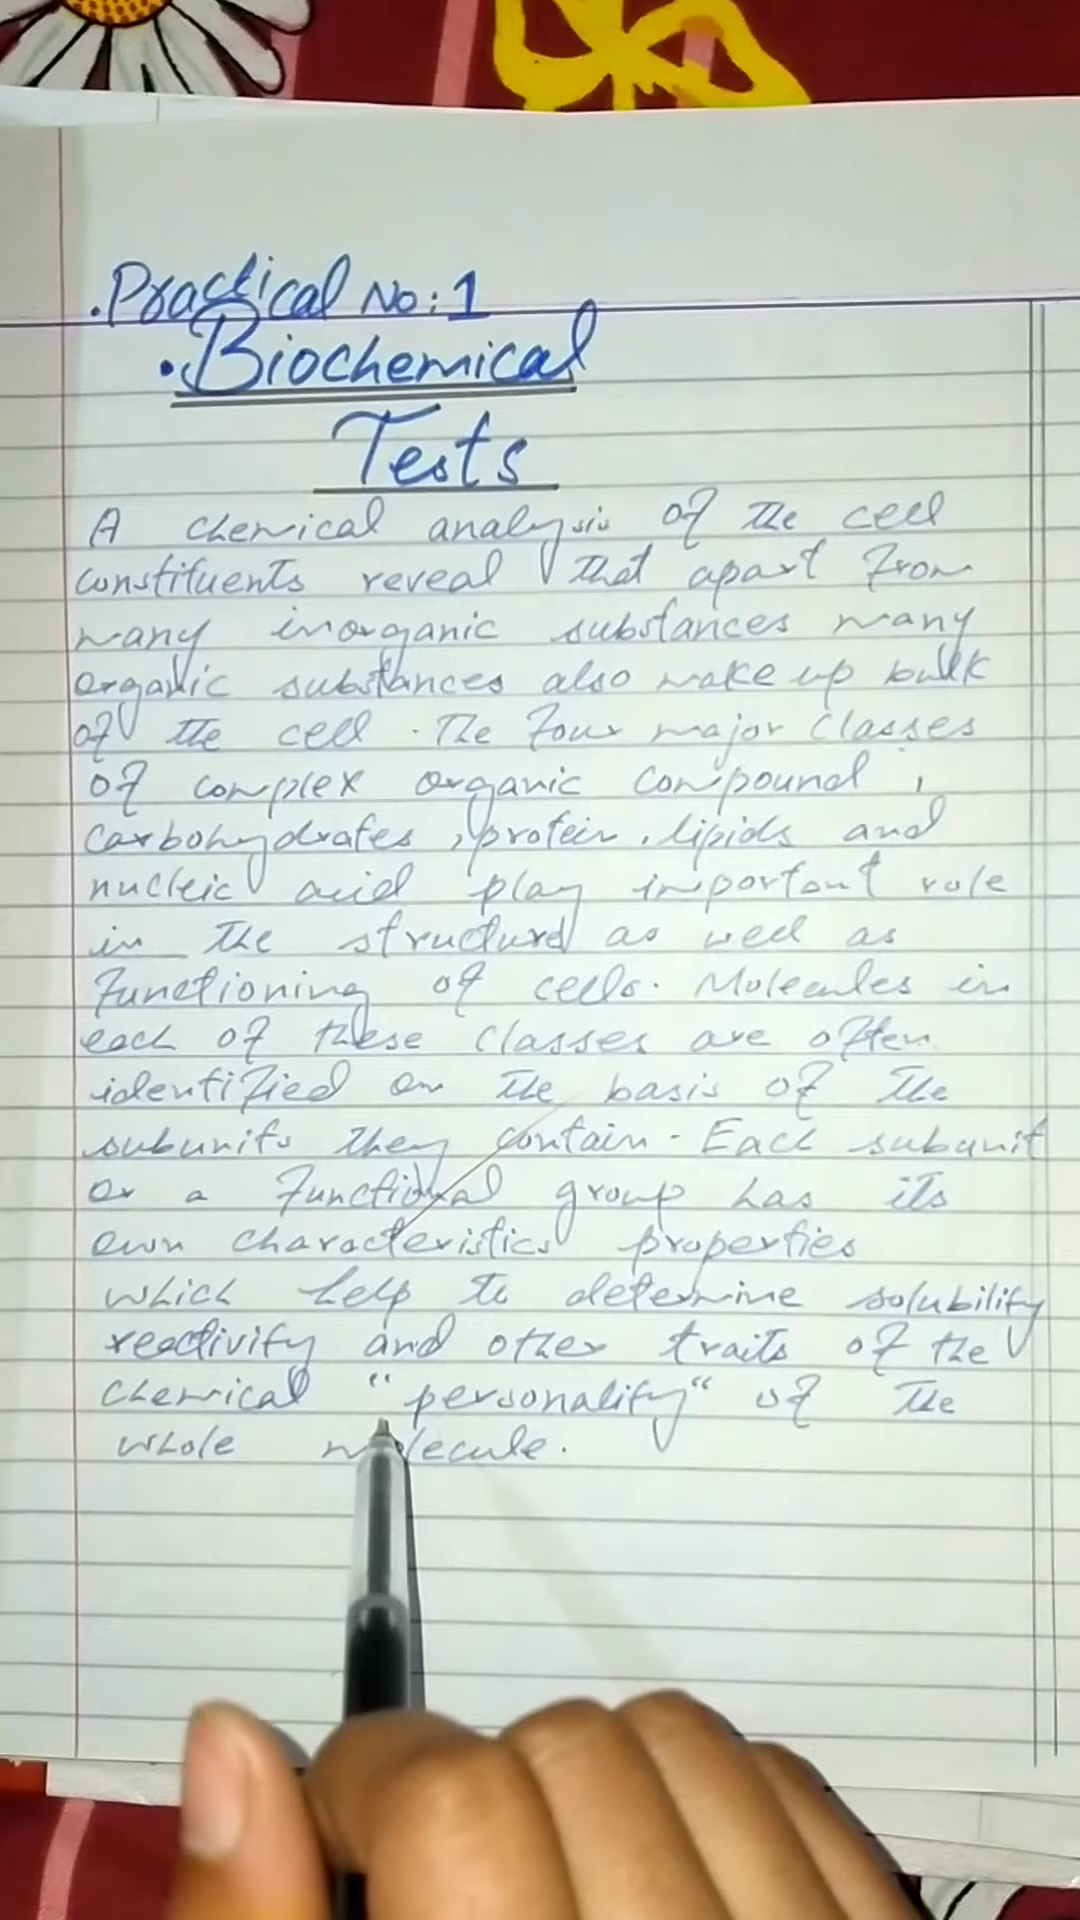 .Practical No:1
.Biochemical
Tests
A chemical analysis of the cell
constituents reveal that apart from
many inorganic substances many
organic substances also make up bulk
of the cell. The four major classes
of complex organic compound,
carbohydrates, protein, lipids and
nucleic acid play important role
in the structured as well as
functioning of cells. Molecules in
each of these classes are often
identified on the basis of the
subunits they contain. Each subunit
or a functional group has its
own characteristics properties
which help to determine solubility
reactivity and other traits of the
chemical "personality" of the
whole molecule.